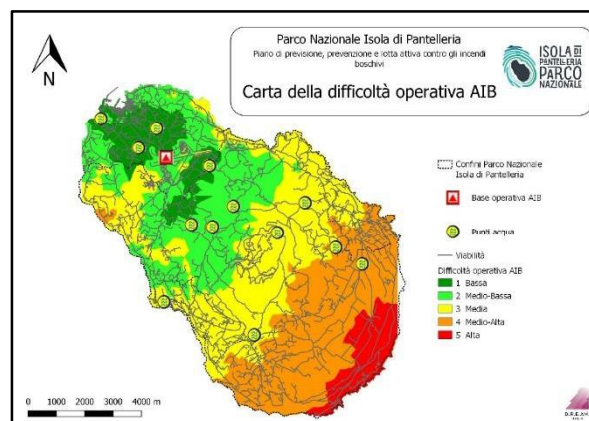 Parco Nazionale Isola di Pantelleria
Piano di previsione, prevenzione e lotta attiva contro gli incendi
boschivi
Carta della difficoltà operativa AIB
ISOLA DI
PANTELLERIA
PARCO
NAZIONALE
N
Confini Parco Nazionale
Isola di Pantelleria
Base operativa AIB
Punti acqua
Viabilità
Difficoltà operativa AIB
1 Bassa
2 Medio-Bassa
3 Media
4 Medio-Alta
5 Alta
0 1000 2000 3000 4000 m